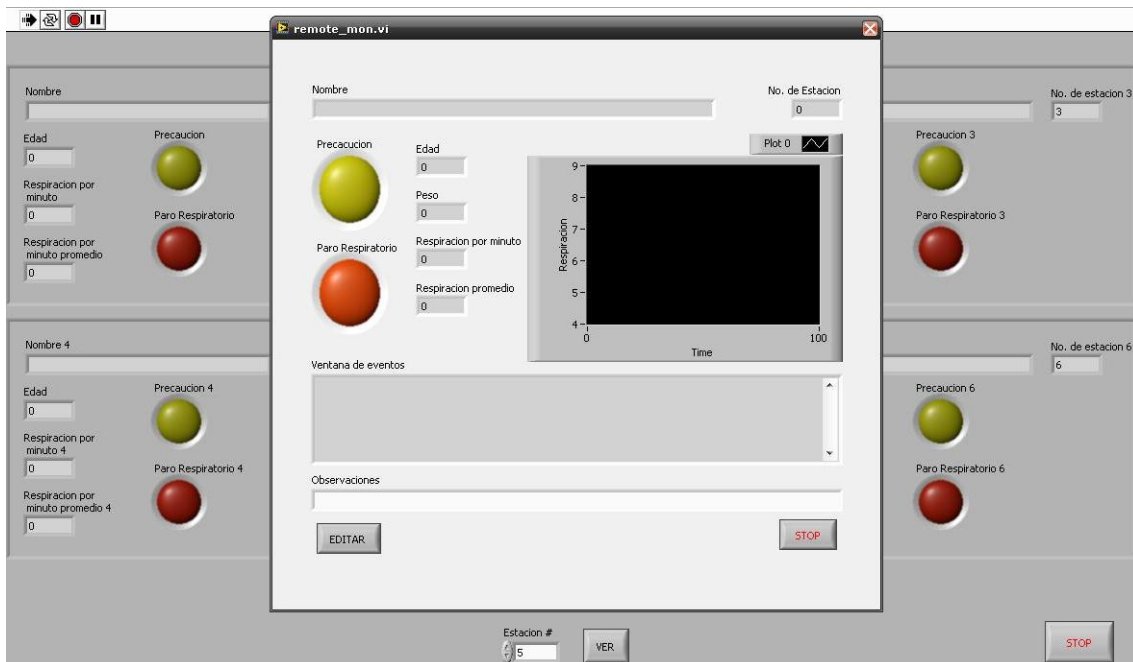 remote_mon.vi
Nombre
No. de Estacion
0
Precacucion
Edad
0
Peso
0
Paro Respiratorio
Respiracion por minuto
0
Respiracion promedio
0
Plot 0
Respiracion
9
8
7
6
5
4
0
100
Time
Ventana de eventos
Observaciones
EDITAR
STOP
Nombre
Edad
0
Precaucion
Respiracion por
minuto
0
Paro Respiratorio
Respiracion por
minuto promedio
0
No. de estacion 3
3
Precaucion 3
Paro Respiratorio 3
Nombre 4
Edad
0
Precaucion 4
Respiracion por
minuto 4
0
Paro Respiratorio 4
Respiracion por
minuto promedio 4
0
No. de estacion 6
6
Precaucion 6
Paro Respiratorio 6
Estacion #
5
VER
STOP